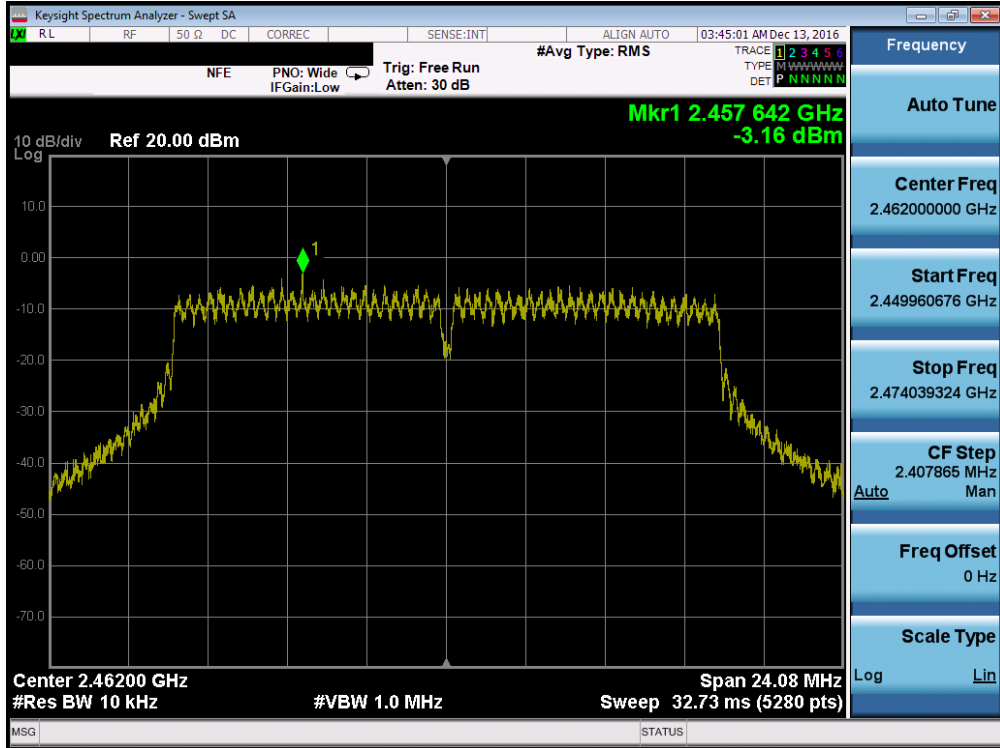 Keysight Spectrum Analyzer - Swept SA
LXI RL RF 50 Ω DC CORREC SENSE:INT ALIGN AUTO 03:45:01 AM Dec 13, 2016
NFE PNO: Wide Trig: Free Run #Avg Type: RMS TRACE 1 2 3 4 5 6
IFGain:Low Atten: 30 dB TYPE M WWWWW
DET P N N N N N
Mkr1 2.457 642 GHz
-3.16 dBm
10 dB/div Ref 20.00 dBm
Log
10.0
0.00
-10.0
-20.0
-30.0
-40.0
-50.0
-60.0
-70.0
1
Center 2.46200 GHz Span 24.08 MHz
#Res BW 10 kHz #VBW 1.0 MHz Sweep 32.73 ms (5280 pts)
MSG STATUS
Frequency
Auto Tune
Center Freq
2.462000000 GHz
Start Freq
2.449960676 GHz
Stop Freq
2.474039324 GHz
CF Step
2.407865 MHz
Auto Man
Freq Offset
0 Hz
Scale Type
Log Lin